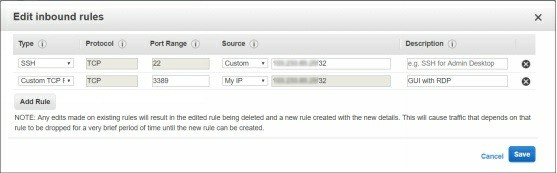 Edit inbound rules
Type Protocol Port Range Source Description
SSH TCP 22 Custom /32 e.g. SSH for Admin Desktop
Custom TCP F TCP 3389 My IP /32 GUI with RDP
Add Rule
NOTE: Any edits made on existing rules will result in the edited rule being deleted and a new rule created with the new details. This will cause traffic that depends on that
rule to be dropped for a very brief period of time until the new rule can be created.
Cancel Save